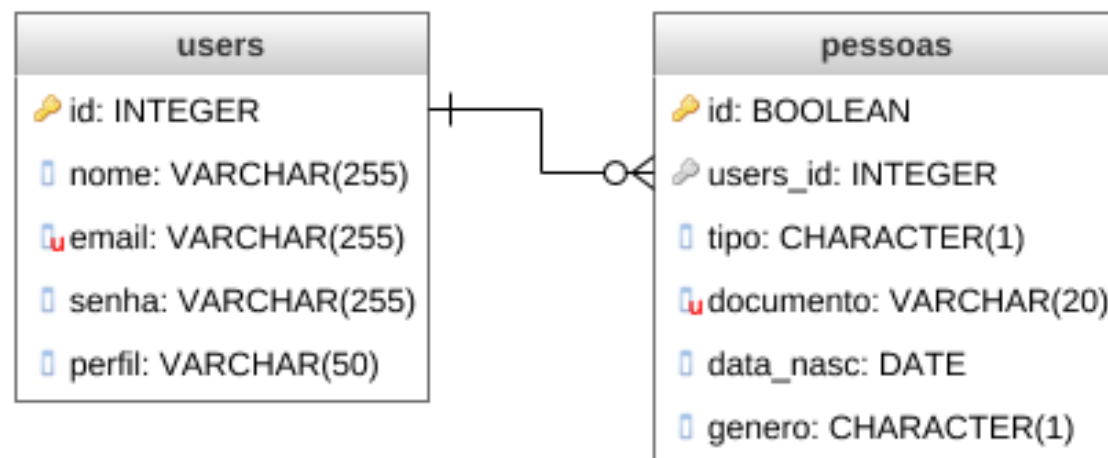 users
id: INTEGER
nome: VARCHAR(255)
email: VARCHAR(255)
senha: VARCHAR(255)
perfil: VARCHAR(50)
pessoas
id: BOOLEAN
users_id: INTEGER
tipo: CHARACTER(1)
documento: VARCHAR(20)
data_nasc: DATE
genero: CHARACTER(1)